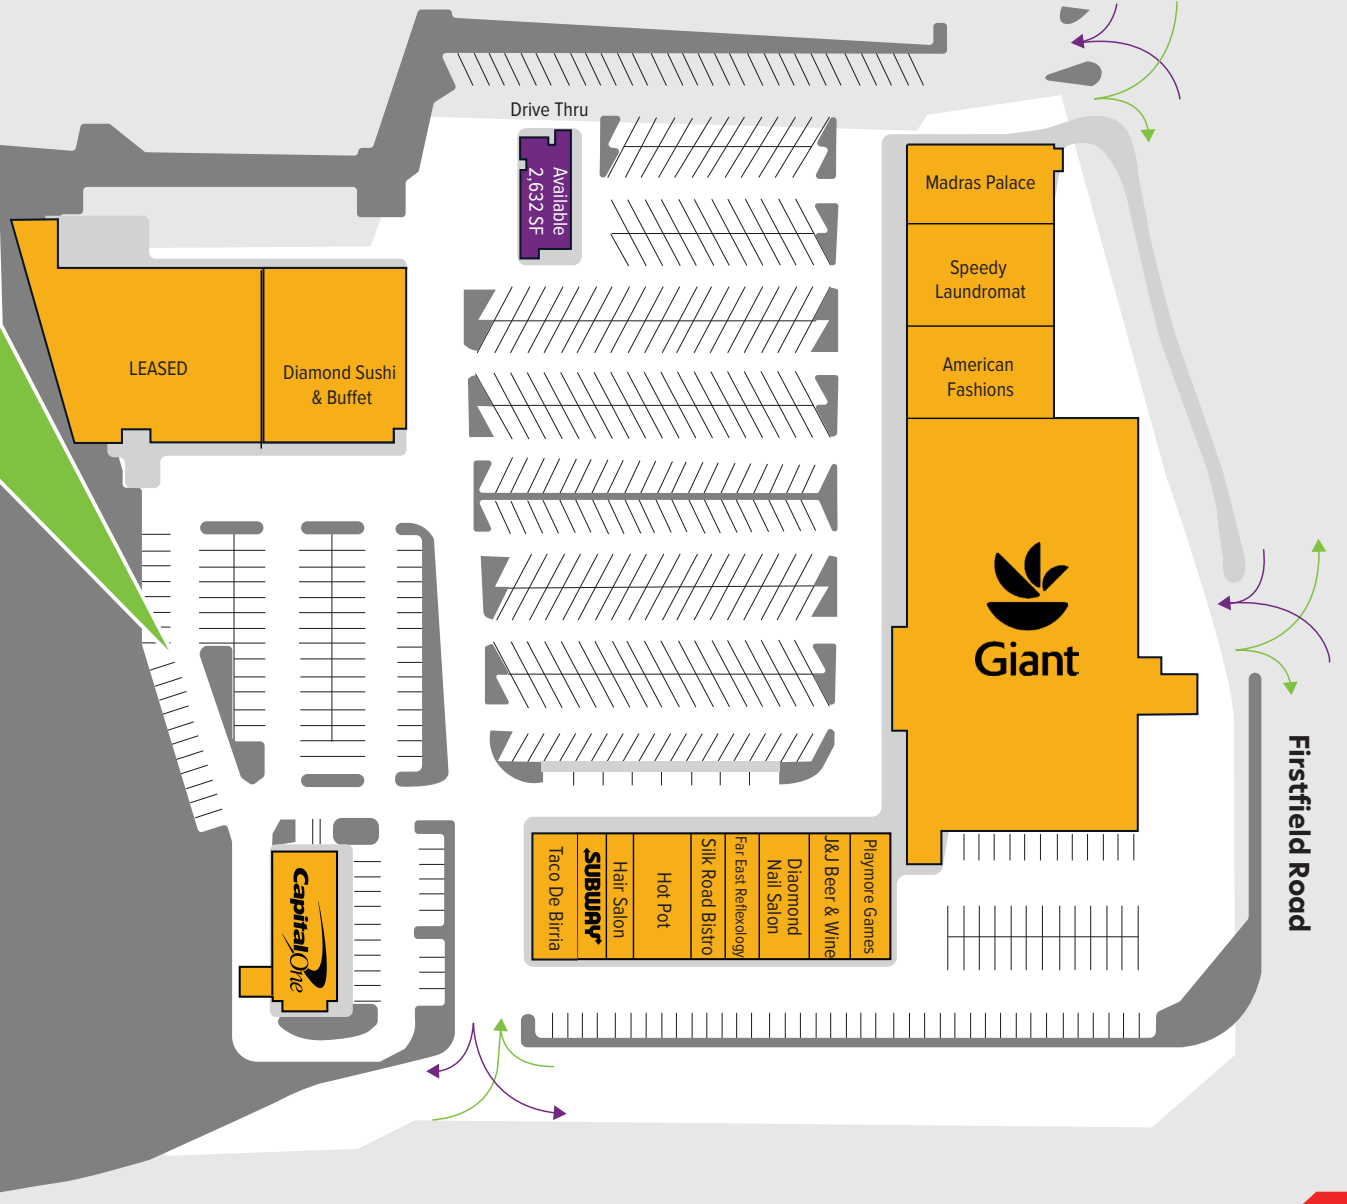 Drive Thru
Available
2,632 SF
Madras Palace
Speedy
Laundromat
American
Fashions
LEASED
Diamond Sushi
& Buffet
Giant
Firstfield Road
Taco De Birria
SUBWAY
Hair Salon
Hot Pot
Silk Road Bistro
Far East Reflexology
Diaomond
Nail Salon
J&J Beer & Wine
Playmore Games
CapitalOne